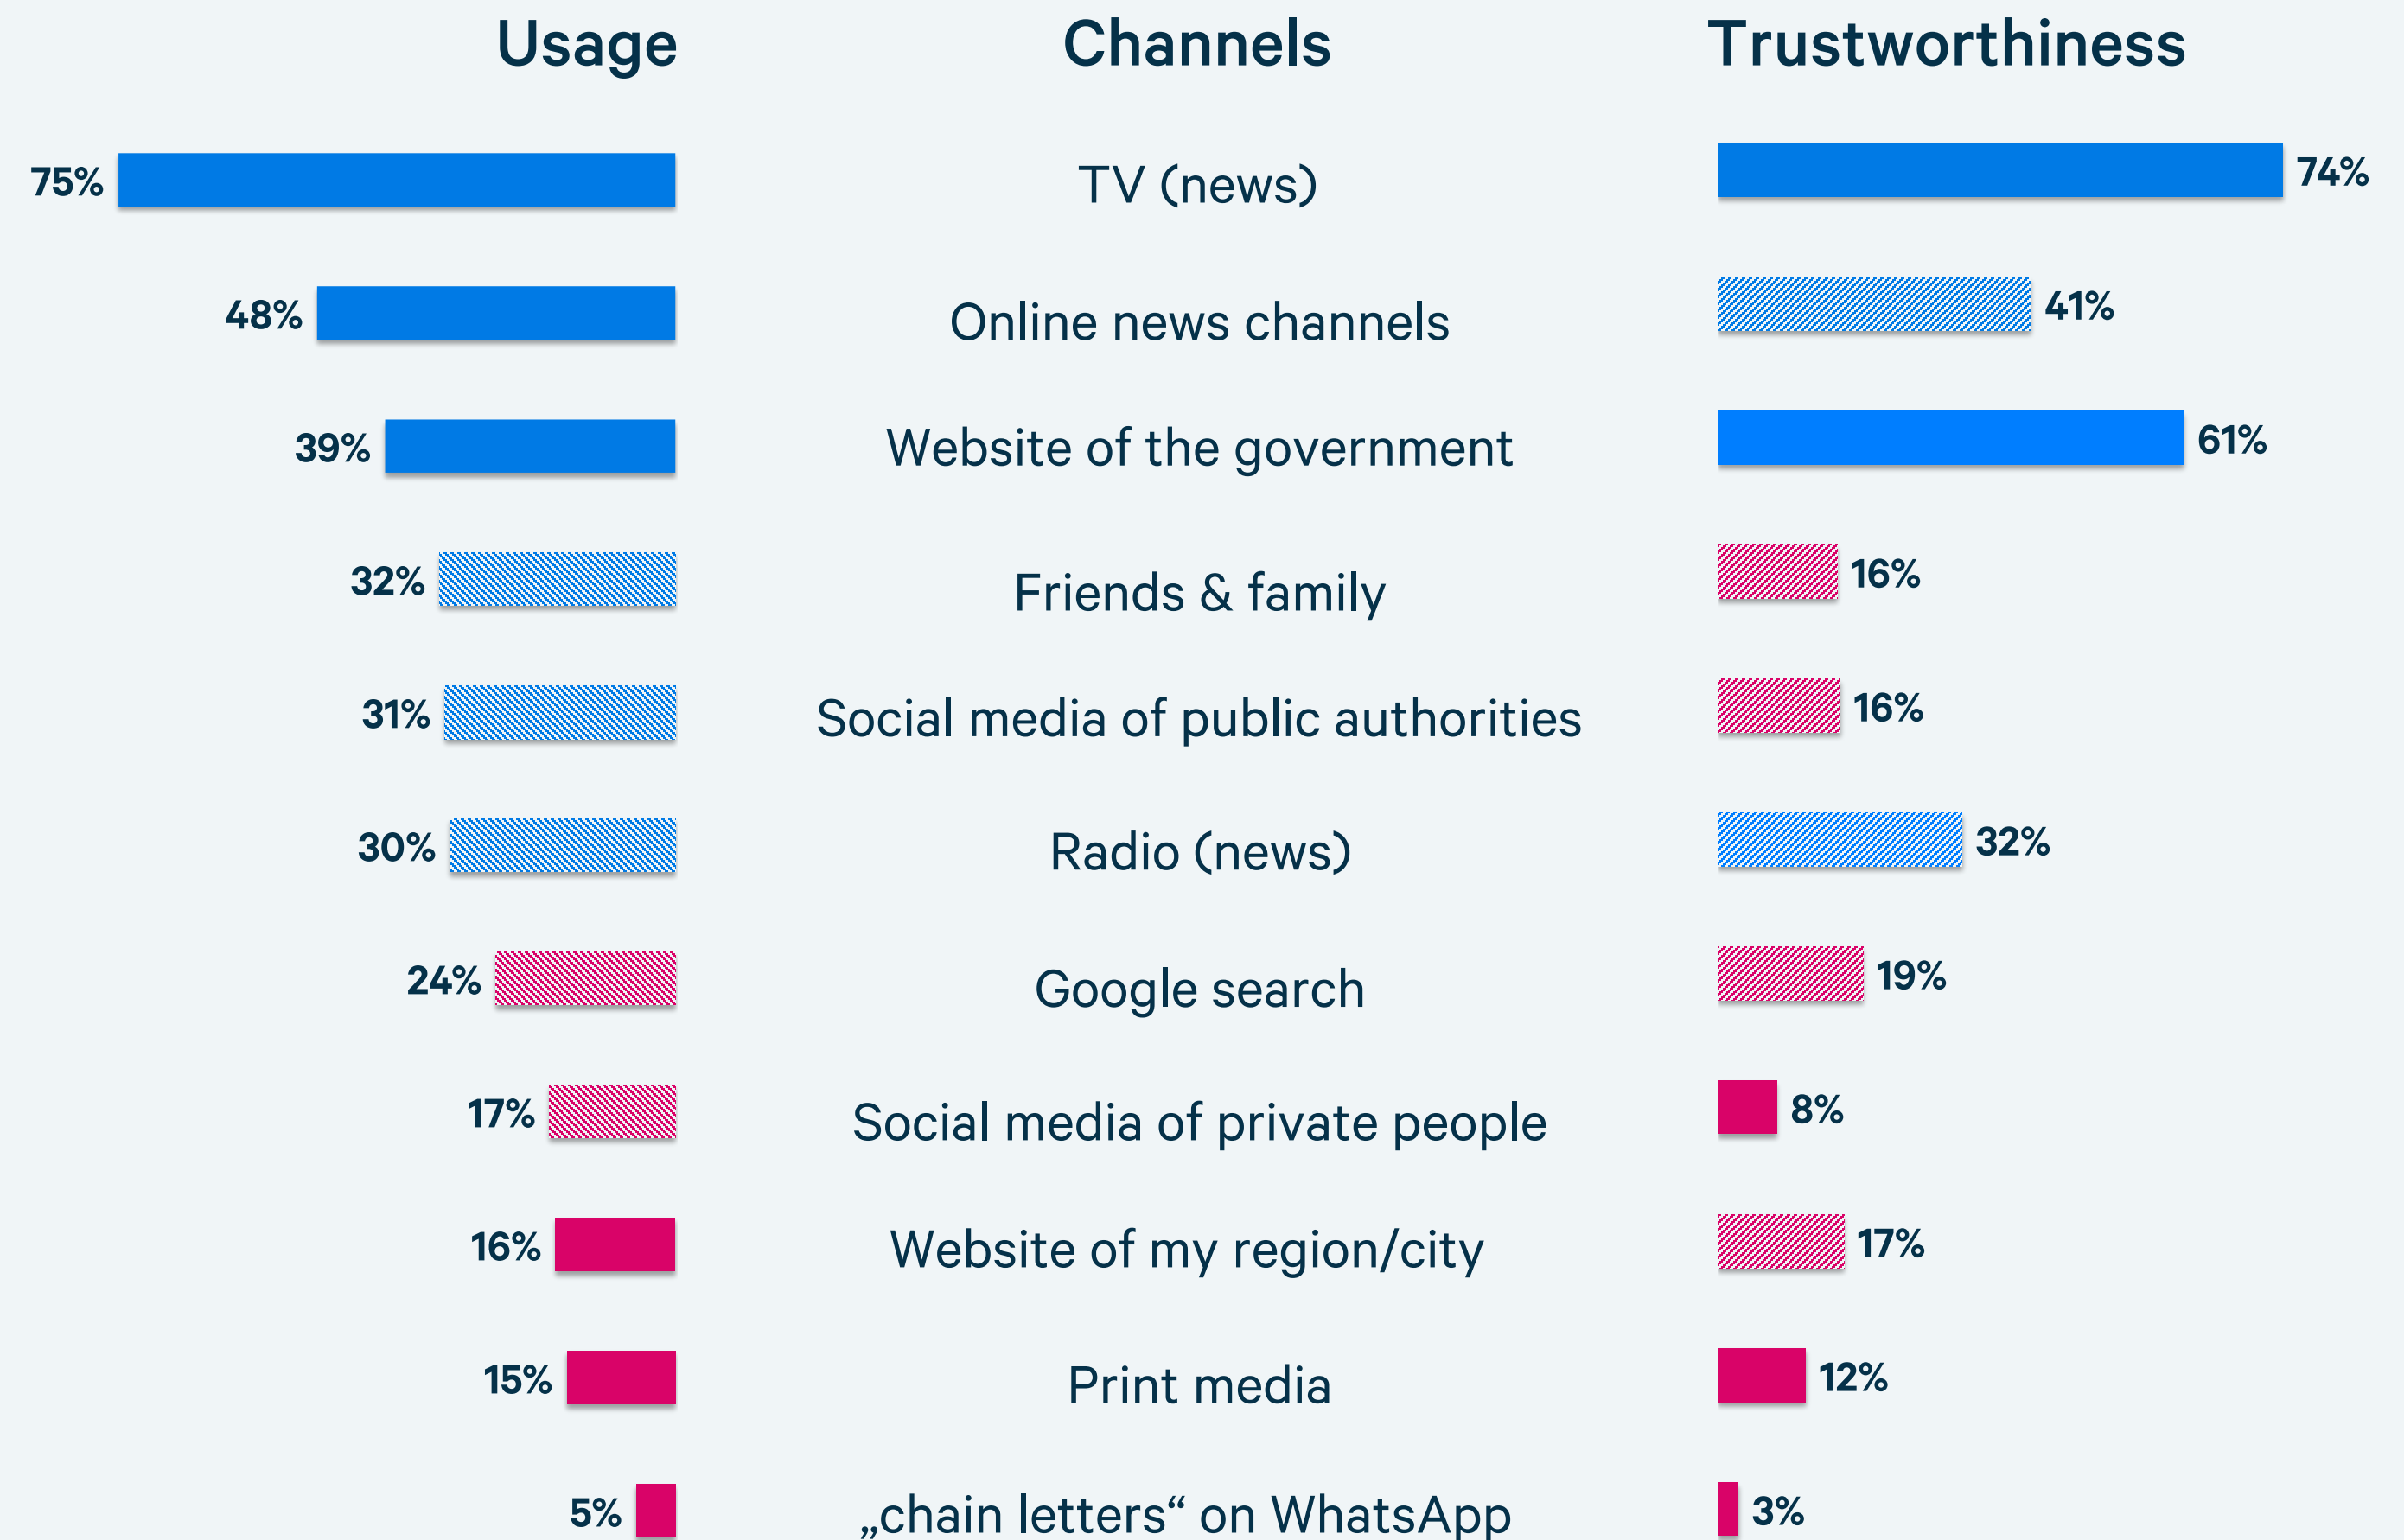 Usage Channels Trustworthiness
75% TV (news) 74%
48% Online news channels 41%
39% Website of the government 61%
32% Friends & family 16%
31% Social media of public authorities 16%
30% Radio (news) 32%
24% Google search 19%
17% Social media of private people 8%
16% Website of my region/city 17%
15% Print media 12%
5% „chain letters“ on WhatsApp 3%